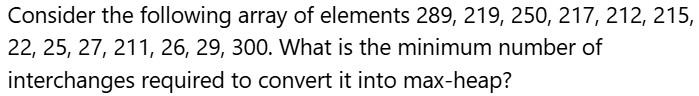 Consider the following array of elements 289, 219, 250, 217, 212, 215,
22, 25, 27, 211, 26, 29, 300. What is the minimum number of
interchanges required to convert it into max-heap?